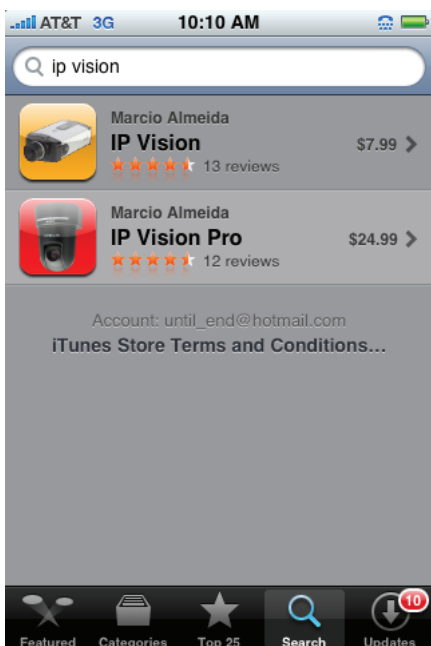 AT&T 3G 10:10 AM
ip vision
Marcio Almeida
IP Vision $7.99
13 reviews
Marcio Almeida
IP Vision Pro $24.99
12 reviews
Account: until_end@hotmail.com
iTunes Store Terms and Conditions...
10
Featured Categories Top 25 Search Updates